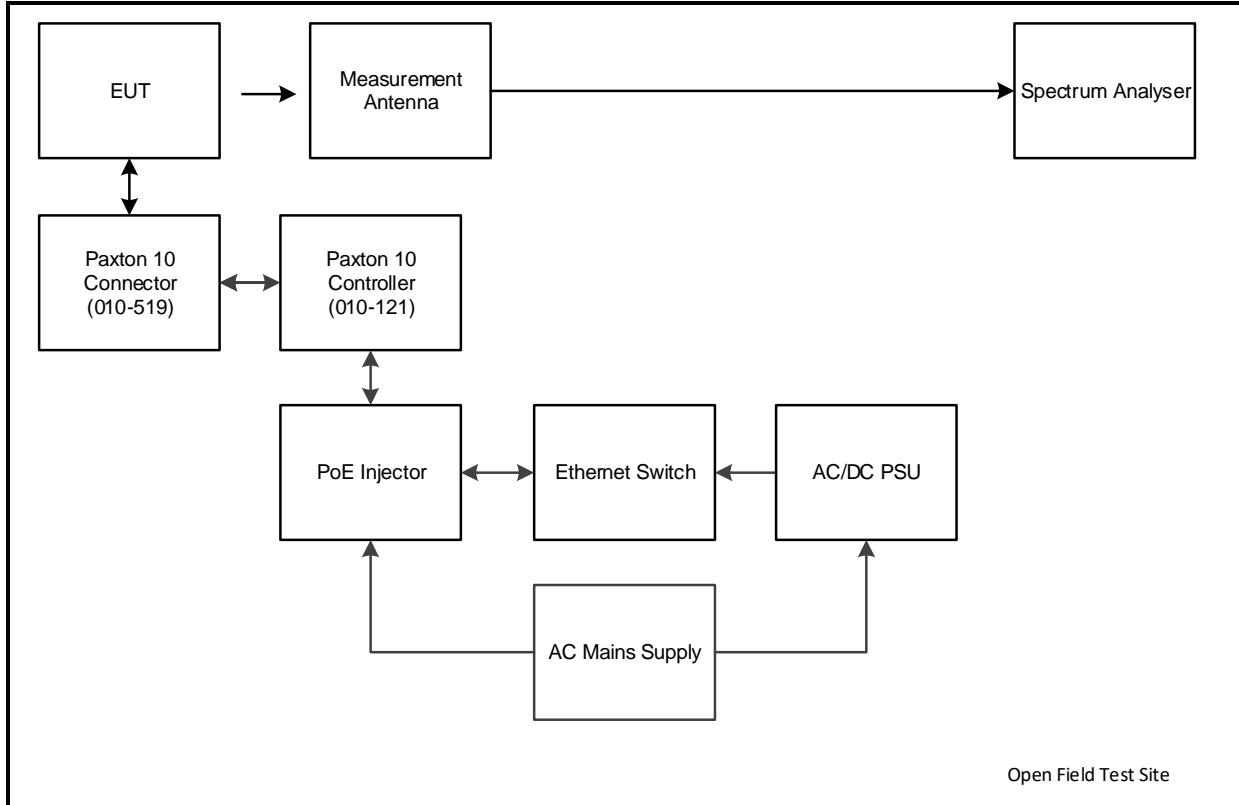 EUT
Measurement
Antenna
Spectrum Analyser
Paxton 10
Connector
(010-519)
Paxton 10
Controller
(010-121)
PoE Injector
Ethernet Switch
AC/DC PSU
AC Mains Supply
Open Field Test Site